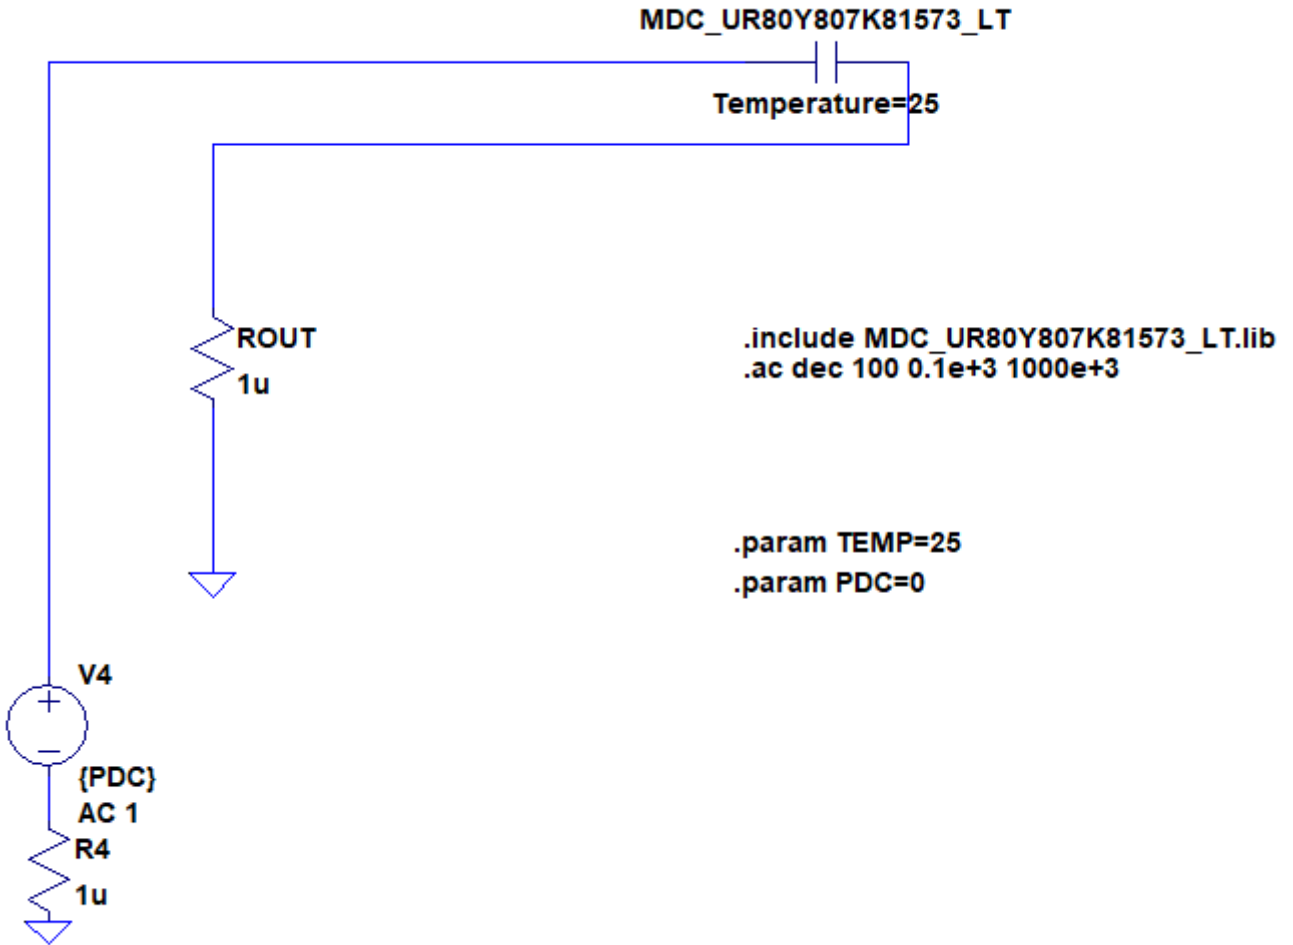 MDC_UR80Y807K81573_LT
Temperature=25
ROUT
1u
.include MDC_UR80Y807K81573_LT.lib
.ac dec 100 0.1e+3 1000e+3
.param TEMP=25
.param PDC=0
V4
{PDC}
AC 1
R4
1u